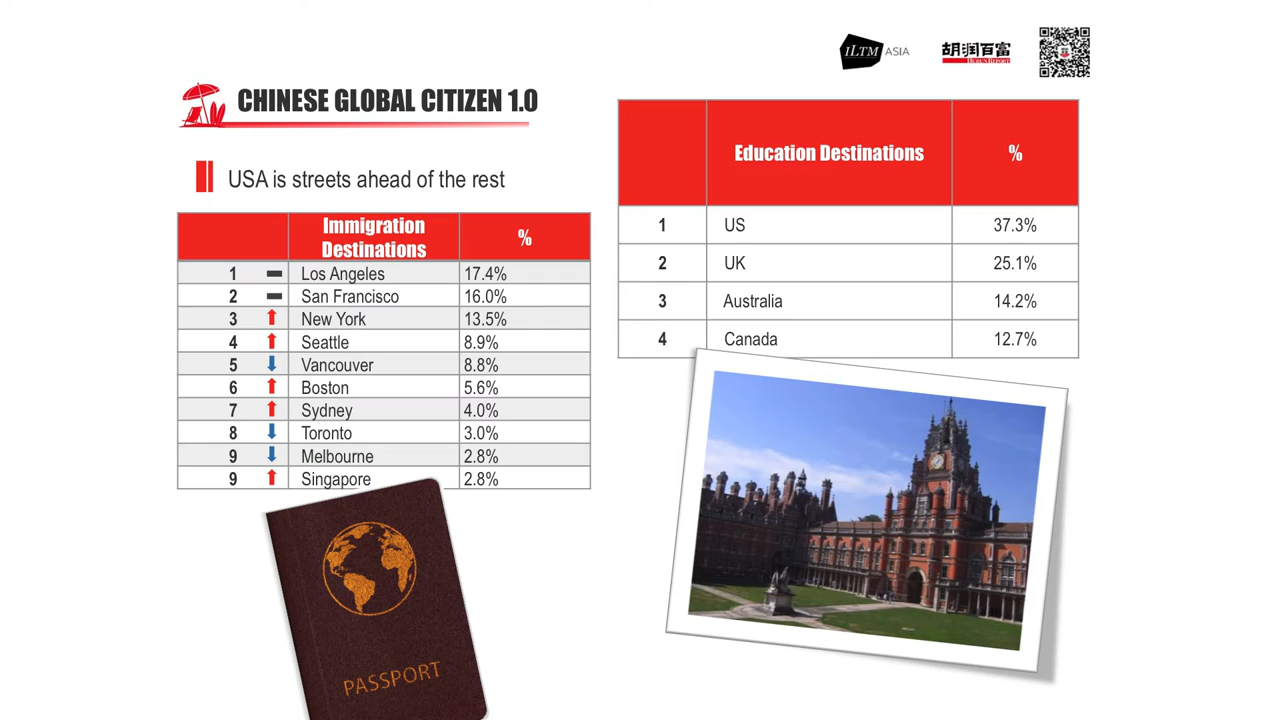 iLTM ASIA
胡润百富
HURUN REPORT
CHINESE GLOBAL CITIZEN 1.0
USA is streets ahead of the rest
Immigration Destinations %
1 Los Angeles 17.4%
2 San Francisco 16.0%
3 New York 13.5%
4 Seattle 8.9%
5 Vancouver 8.8%
6 Boston 5.6%
7 Sydney 4.0%
8 Toronto 3.0%
9 Melbourne 2.8%
9 Singapore 2.8%
Education Destinations %
1 US 37.3%
2 UK 25.1%
3 Australia 14.2%
4 Canada 12.7%
PASSPORT